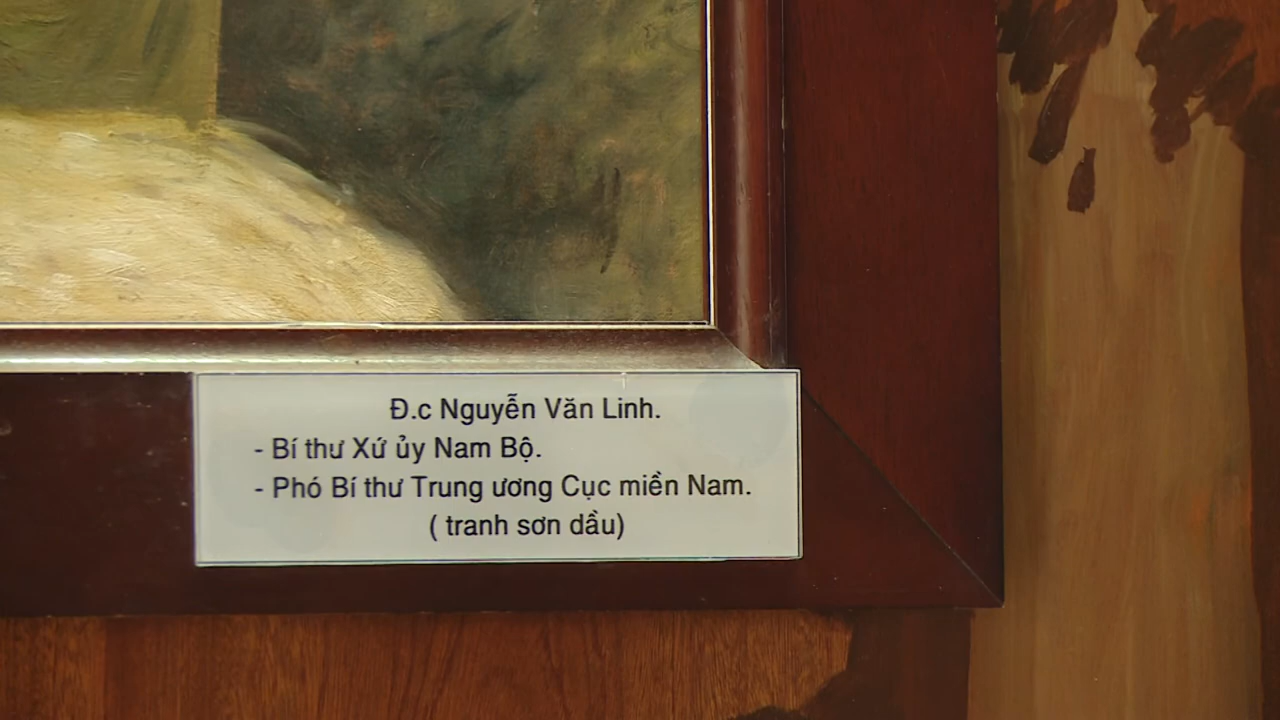 Đ.c Nguyễn Văn Linh.
- Bí thư Xứ ủy Nam Bộ.
- Phó Bí thư Trung ương Cục miền Nam.
( tranh sơn dầu)